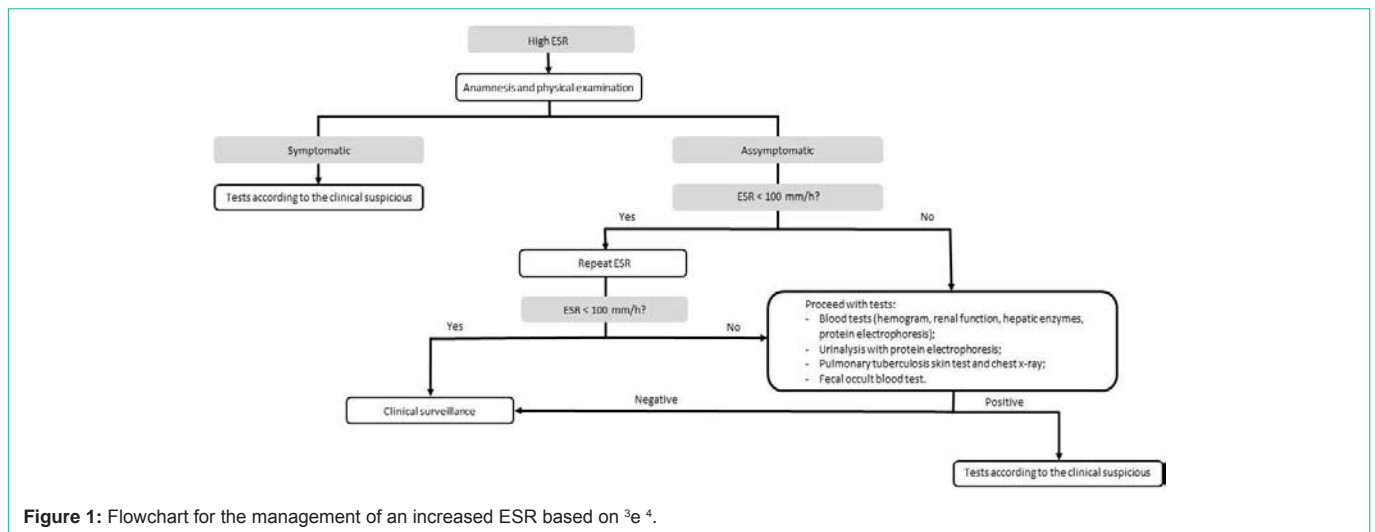 High ESR
Anamnesis and physical examination
Symptomatic
Assymptomatic
Tests according to the clinical suspicious
ESR < 100 mm/h?
Yes
No
Repeat ESR
ESR < 100 mm/h?
Yes
No
Proceed with tests:
- Blood tests (hemogram, renal function, hepatic enzymes,
protein electrophoresis);
- Urinalysis with protein electrophoresis;
- Pulmonary tuberculosis skin test and chest x-ray;
- Fecal occult blood test.
Negative
Positive
Clinical surveillance
Tests according to the clinical suspicious
Figure 1: Flowchart for the management of an increased ESR based on ³e ⁴.